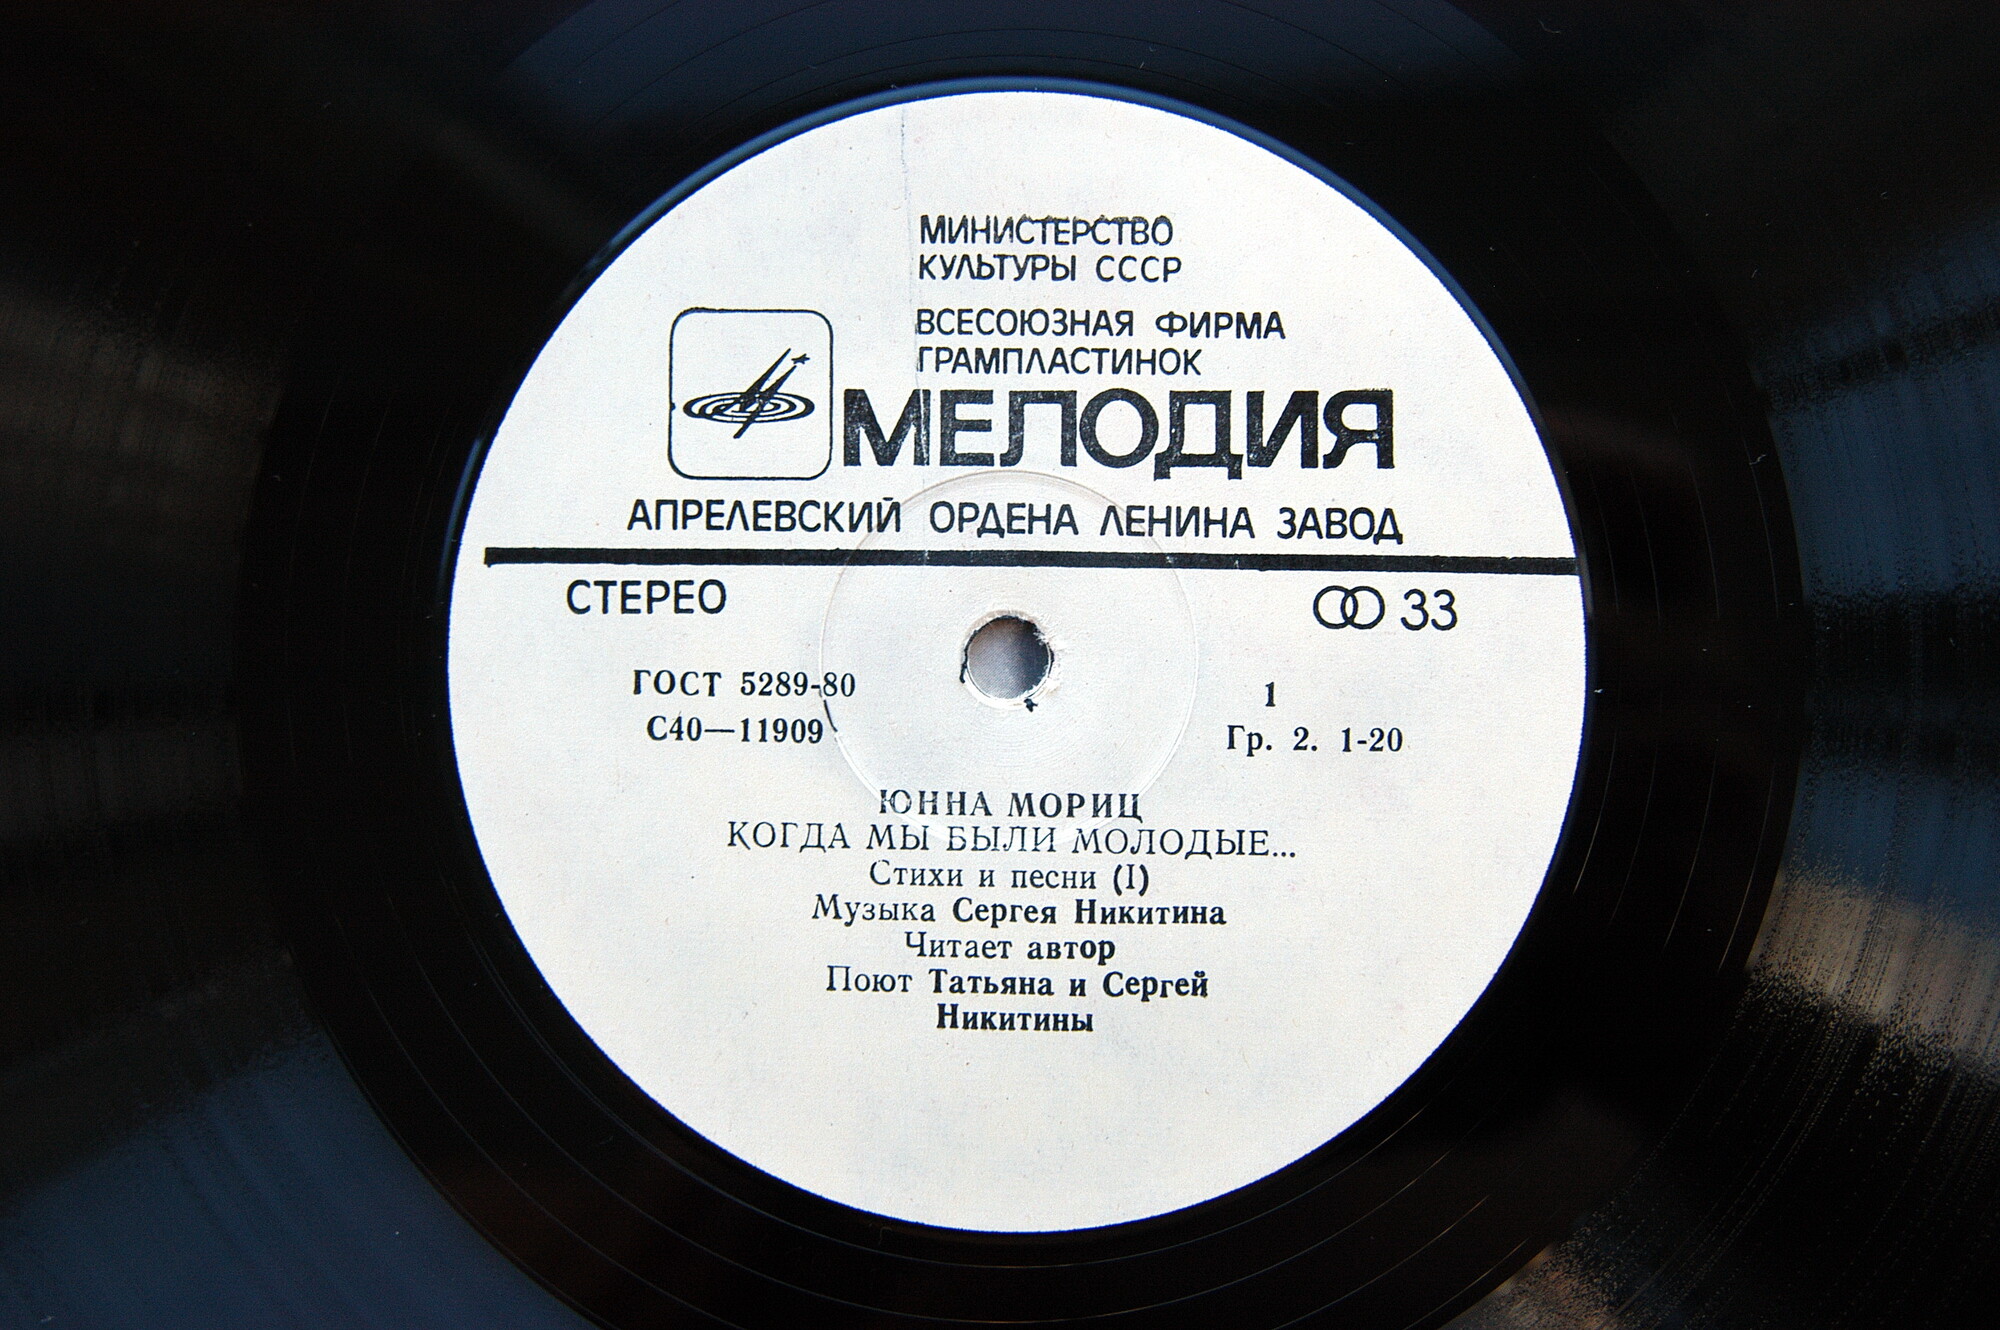 МИНИСТЕРСТВО
КУЛЬТУРЫ СССР
ВСЕСОЮЗНАЯ ФИРМА
ГРАМПЛАСТИНОК
МЕЛОДИЯ
АПРЕЛЕВСКИЙ ОРДЕНА ЛЕНИНА ЗАВОД
СТЕРЕО 33
ГОСТ 5289-80
1
С40—11909
Гр. 2. 1-20
ЮННА МОРИЦ
КОГДА МЫ БЫЛИ МОЛОДЫЕ...
Стихи и песни (I)
Музыка Сергея Никитина
Читает автор
Поют Татьяна и Сергей
Никитины